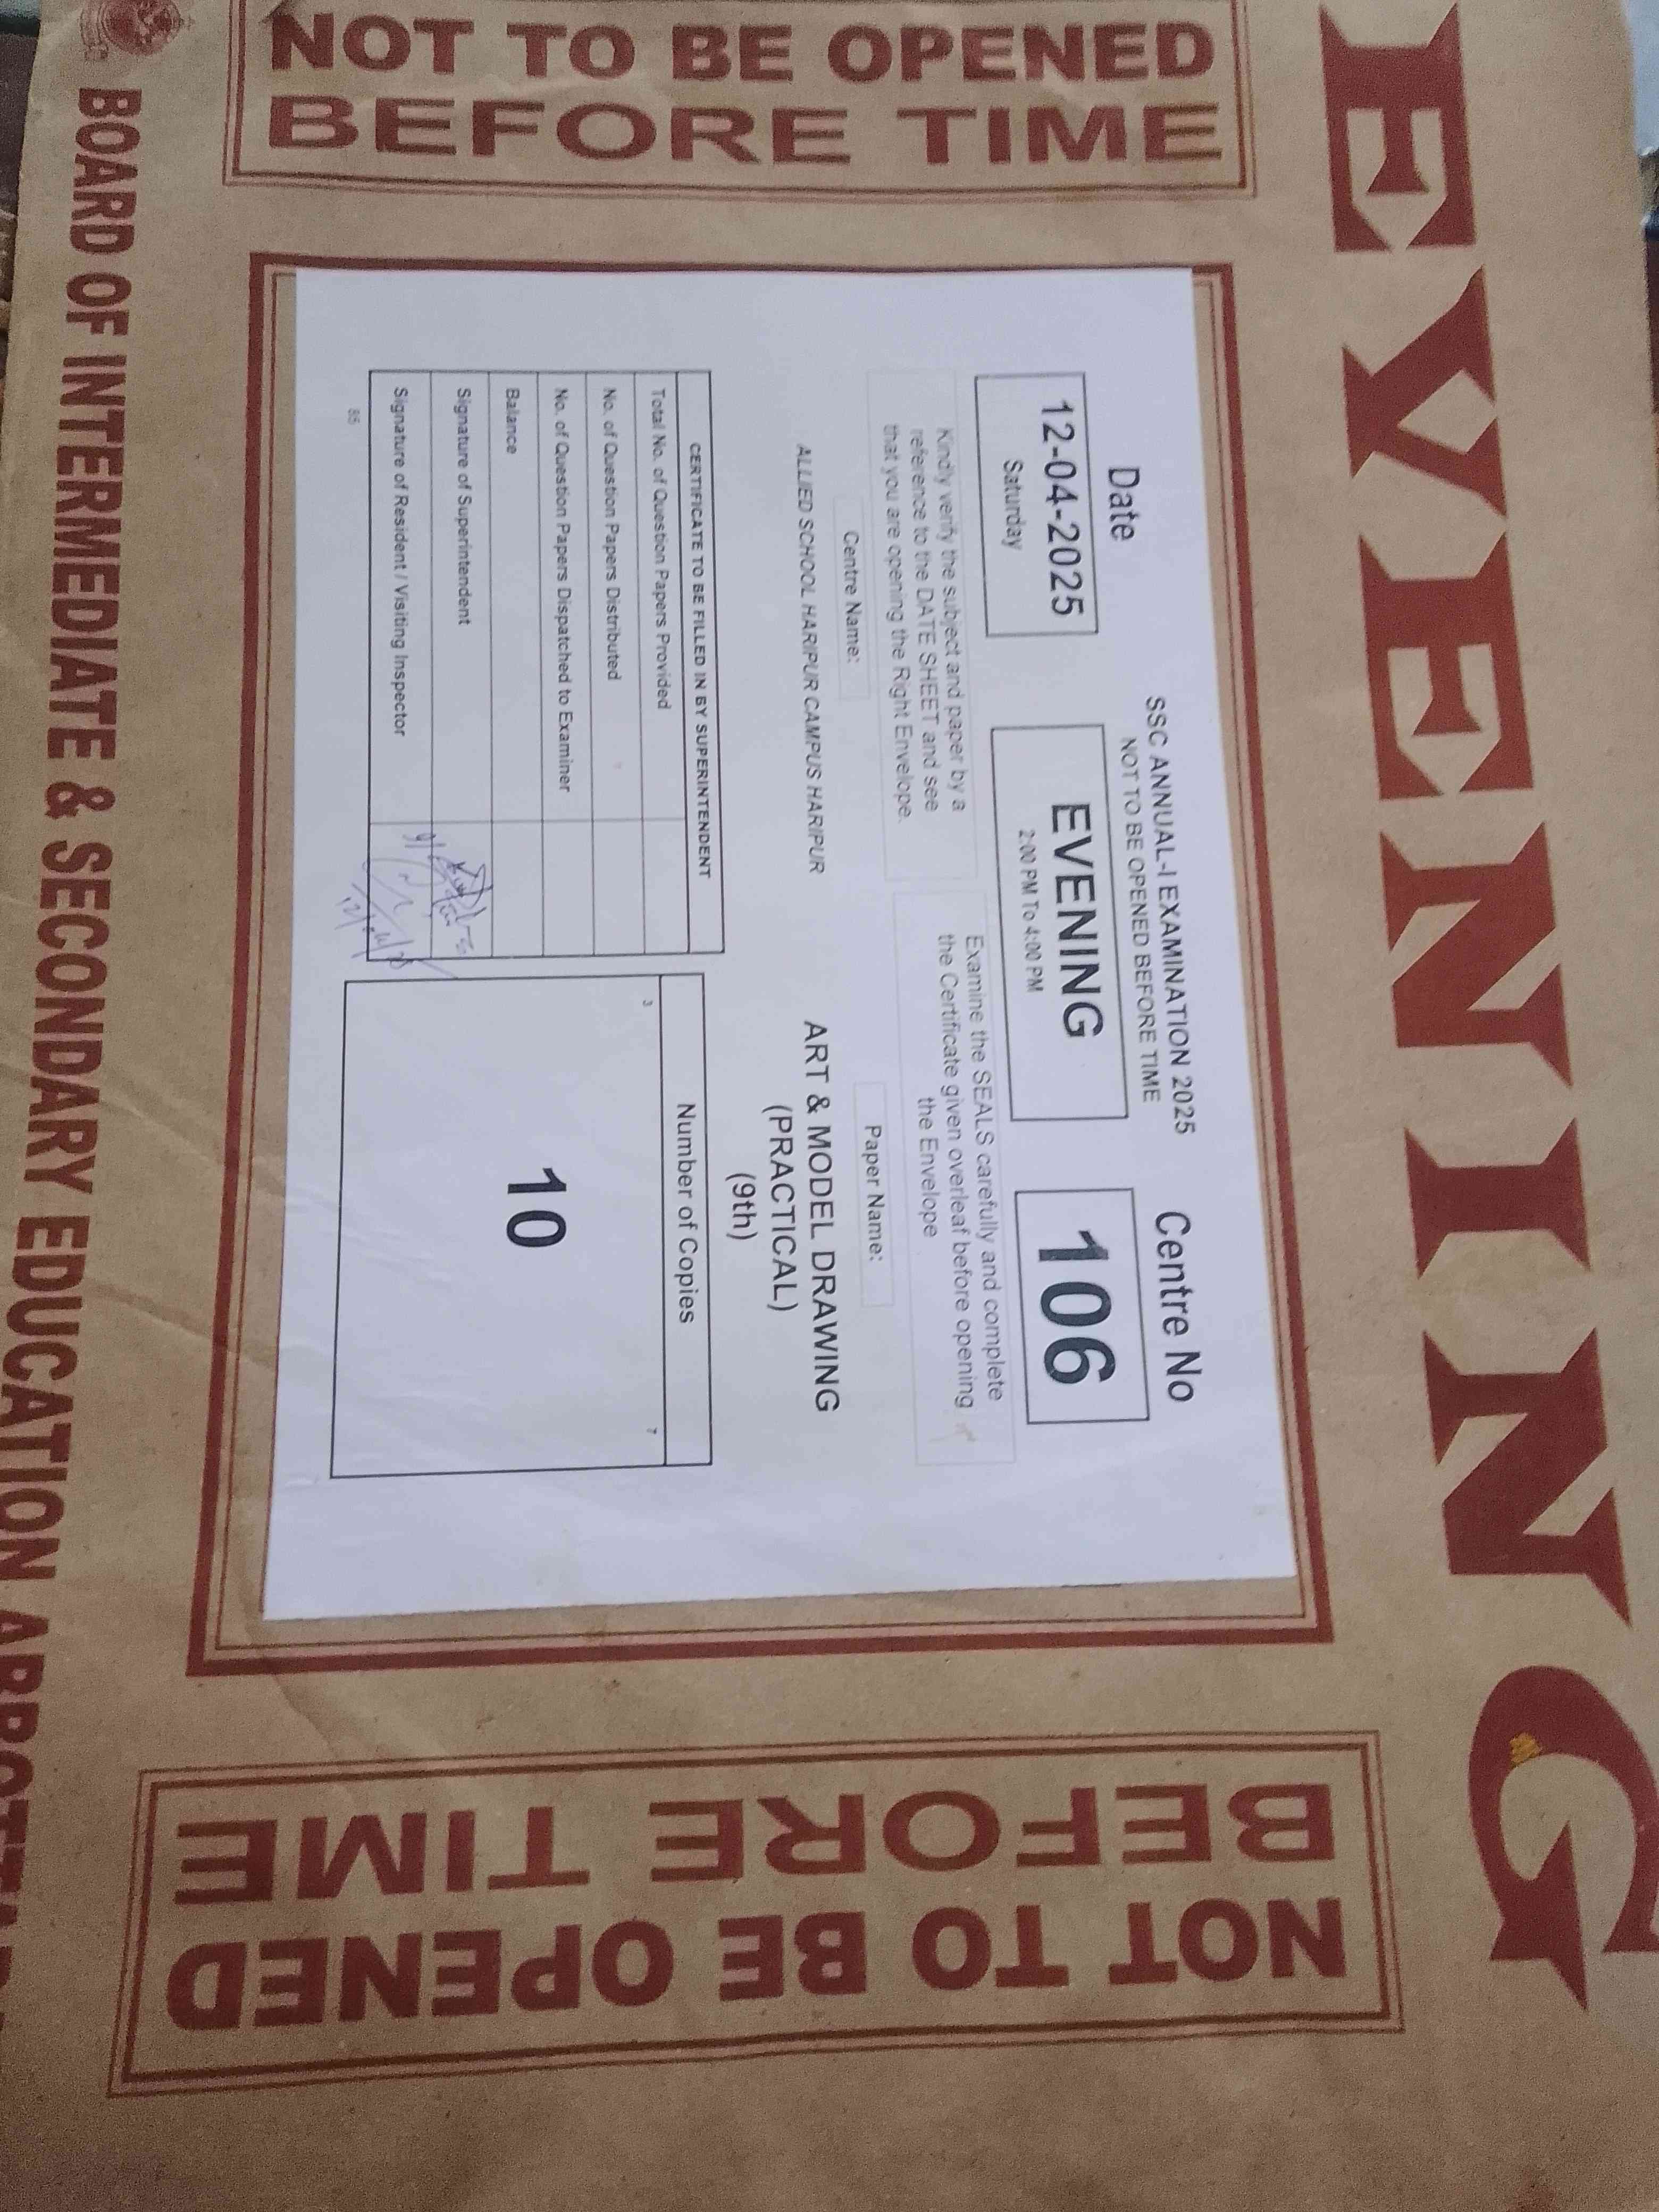 EVENING
NOT TO BE OPENED
BEFORE TIME
SSC ANNUAL-I EXAMINATION 2025
NOT TO BE OPENED BEFORE TIME
Date
12-04-2025
Saturday
EVENING
2:00 PM To 4:00 PM
Centre No
106
Kindly verify the subject and paper by a
reference to the DATE SHEET and see
that you are opening the Right Envelope.
Examine the SEALS carefully and complete
the Certificate given overleaf before opening
the Envelope
Centre Name:
ALLIED SCHOOL HARIPUR CAMPUS HARIPUR
Paper Name:
ART & MODEL DRAWING
(PRACTICAL)
(9th)
CERTIFICATE TO BE FILLED IN BY SUPERINTENDENT
Total No. of Question Papers Provided
No. of Question Papers Distributed
No. of Question Papers Dispatched to Examiner
Balance
Signature of Superintendent
Signature of Resident / Visiting Inspector
Number of Copies
3
7
10
NOT TO BE OPENED
BEFORE TIME
BOARD OF INTERMEDIATE & SECONDARY EDUCATION